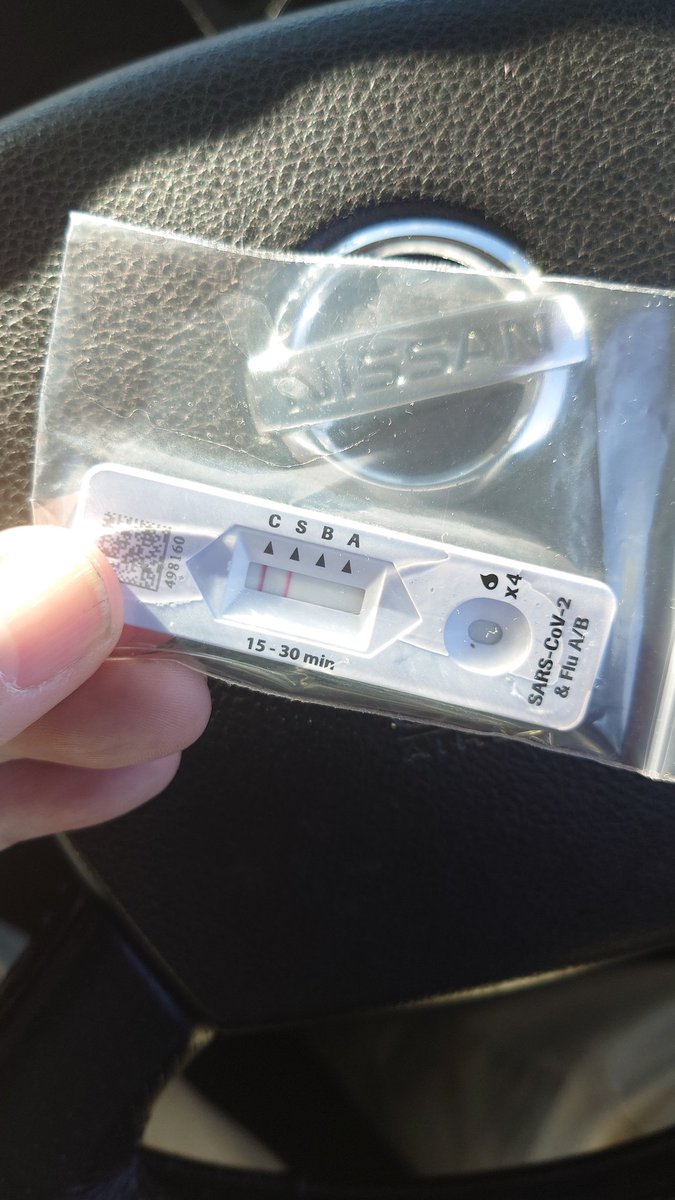 NISSAN
C S B A
498160
15 - 30 min.
x4
SARS-CoV-2
& Flu A/B